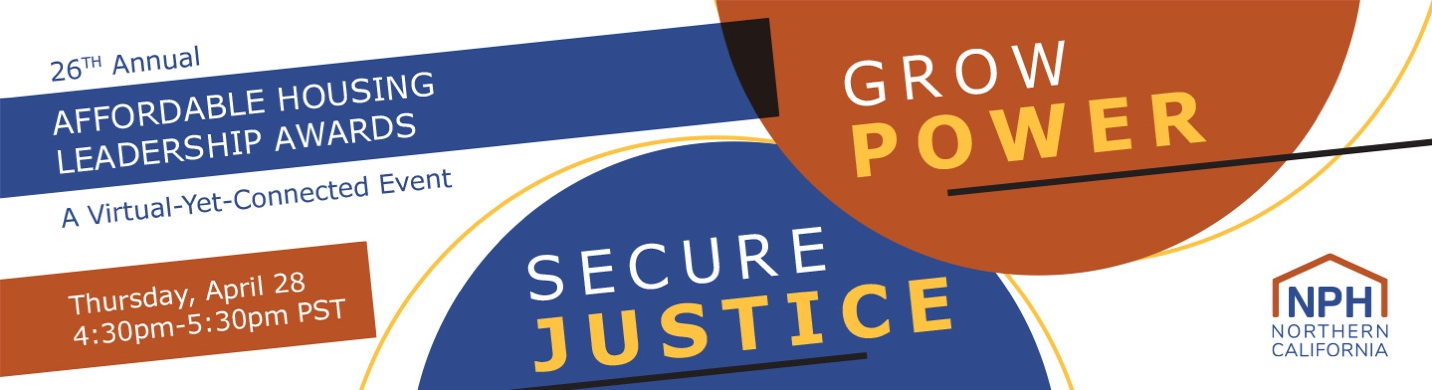 26TH Annual
AFFORDABLE HOUSING
LEADERSHIP AWARDS
A Virtual-Yet-Connected Event
Thursday, April 28
4:30pm-5:30pm PST
GROW
POWER
SECURE
JUSTICE
NPH
NORTHERN
CALIFORNIA